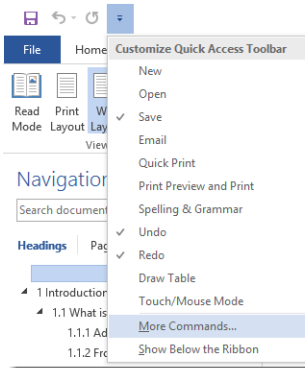 File
Home
Customize Quick Access Toolbar
New
Open
Save
Email
Quick Print
Print Preview and Print
Spelling & Grammar
Undo
Redo
Draw Table
Touch/Mouse Mode
More Commands...
Show Below the Ribbon
Read
Mode
Print
Layout
Navigation
Search document
Headings
1 Introduction
1.1 What is
1.1.1
1.1.2